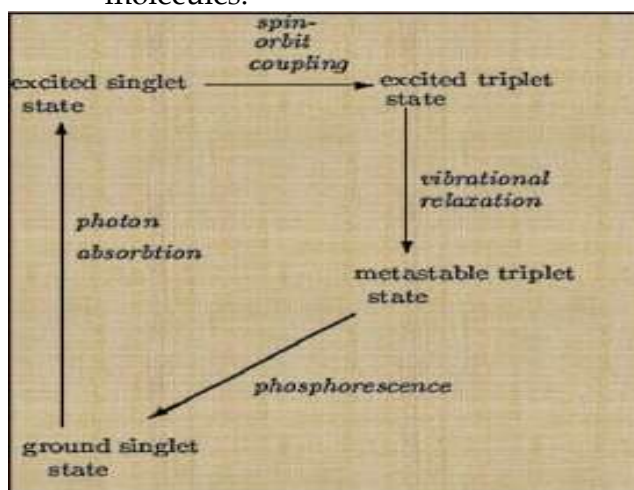 molecules.
spin-
orbit
coupling
excited singlet
state
excited triplet
state
vibrational
relaxation
photon
absorbtion
metastable triplet
state
phosphorescence
ground singlet
state